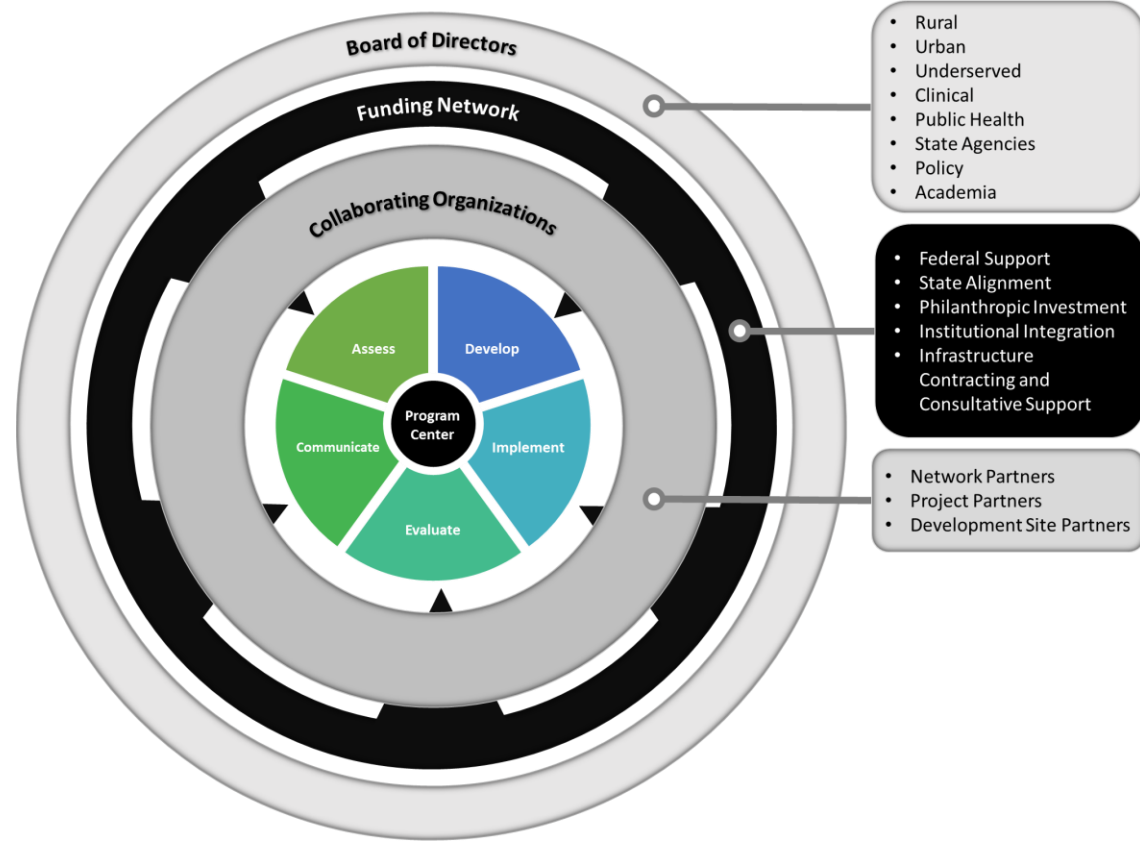 Board of Directors
Funding Network
Collaborating Organizations
Assess
Develop
Program
Center
Communicate
Implement
Evaluate
• Rural
• Urban
• Underserved
• Clinical
• Public Health
• State Agencies
• Policy
• Academia
• Federal Support
• State Alignment
• Philanthropic Investment
• Institutional Integration
• Infrastructure
Contracting and
Consultative Support
• Network Partners
• Project Partners
• Development Site Partners